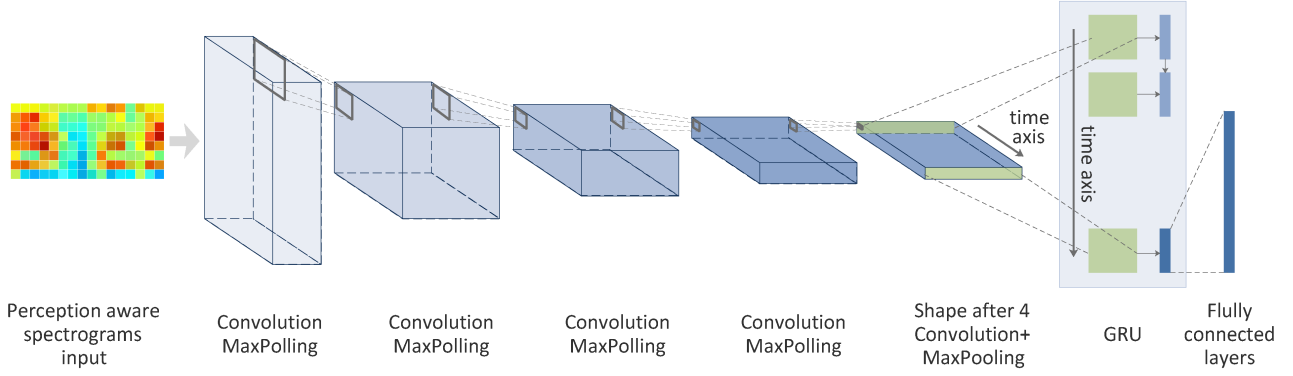 time
axis
time axis
Perception aware
spectrograms
input
Convolution
MaxPolling
Convolution
MaxPolling
Convolution
MaxPolling
Convolution
MaxPolling
Shape after 4
Convolution+
MaxPooling
GRU
Flully
connected
layers